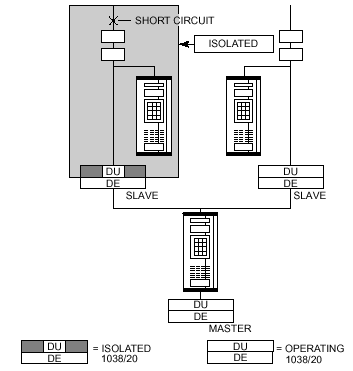 SHORT CIRCUIT
ISOLATED
DU
DE
SLAVE
DU
DE
SLAVE
DU
DE
MASTER
DU
DE
= ISOLATED
1038/20
DU
DE
= OPERATING
1038/20